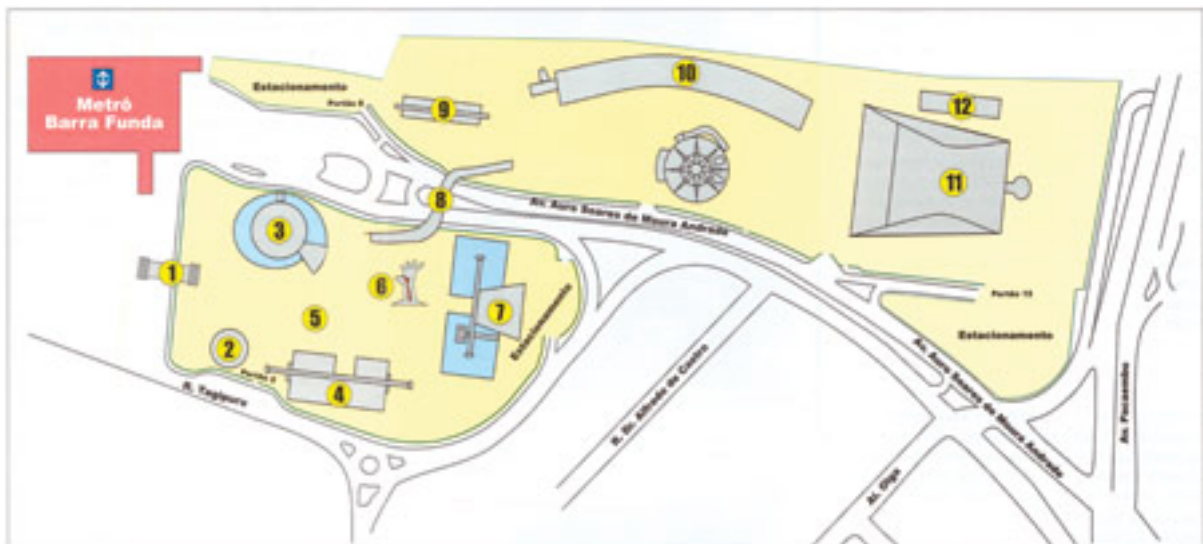 Metrô
Barra Funda
Estacionamento
Portão 8
9
10
12
11
8
Av. Auro Soares de Moura Andrade
3
1
6
5
7
2
4
Portão 2
Estacionamento
R. Tagipuru
R. Dr. Alfredo de Castro
Portão 13
Estacionamento
Av. Auro Soares de Moura Andrade
Al. Olga
Av. Pacaembu